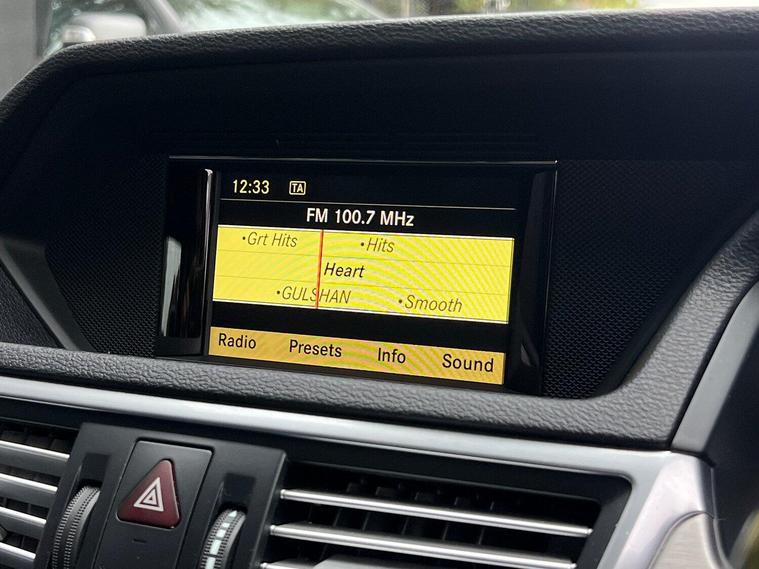 12:33 TA
FM 100.7 MHz
•Grt Hits •Hits
Heart
•GULSHAN •Smooth
Radio Presets Info Sound